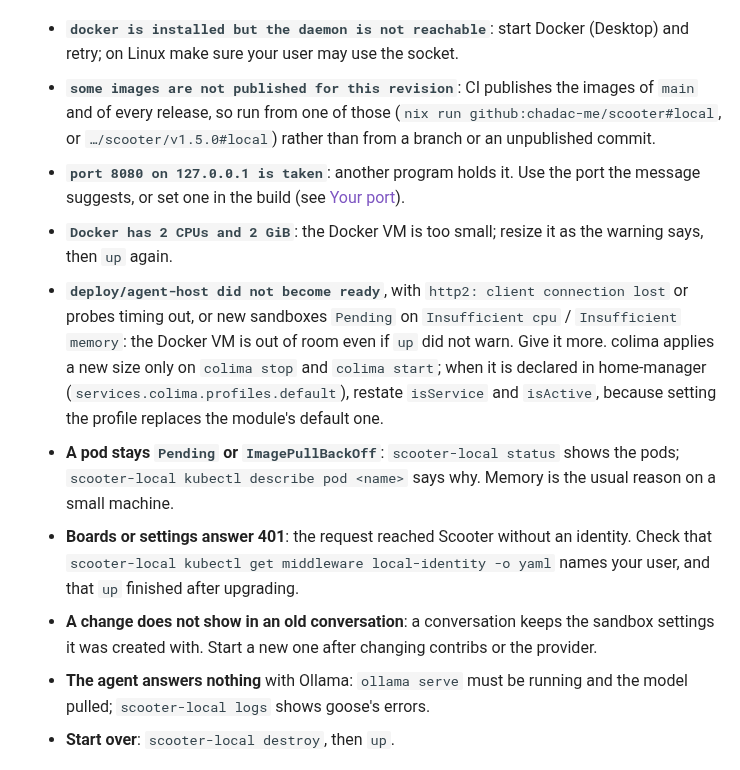 docker is installed but the daemon is not reachable: start Docker (Desktop) and
retry; on Linux make sure your user may use the socket.
some images are not published for this revision: CI publishes the images of main
and of every release, so run from one of those (nix run github:chadac-me/scooter#local,
or …/scooter/v1.5.0#local) rather than from a branch or an unpublished commit.
port 8080 on 127.0.0.1 is taken: another program holds it. Use the port the message
suggests, or set one in the build (see Your port).
Docker has 2 CPUs and 2 GiB: the Docker VM is too small; resize it as the warning says,
then up again.
deploy/agent-host did not become ready, with http2: client connection lost or
probes timing out, or new sandboxes Pending on Insufficient cpu / Insufficient
memory: the Docker VM is out of room even if up did not warn. Give it more. colima applies
a new size only on colima stop and colima start; when it is declared in home-manager
(services.colima.profiles.default), restate isService and isActive, because setting
the profile replaces the module's default one.
A pod stays Pending or ImagePullBackOff: scooter-local status shows the pods;
scooter-local kubectl describe pod <name> says why. Memory is the usual reason on a
small machine.
Boards or settings answer 401: the request reached Scooter without an identity. Check that
scooter-local kubectl get middleware local-identity -o yaml names your user, and
that up finished after upgrading.
A change does not show in an old conversation: a conversation keeps the sandbox settings
it was created with. Start a new one after changing contribs or the provider.
The agent answers nothing with Ollama: ollama serve must be running and the model
pulled; scooter-local logs shows goose's errors.
Start over: scooter-local destroy, then up.